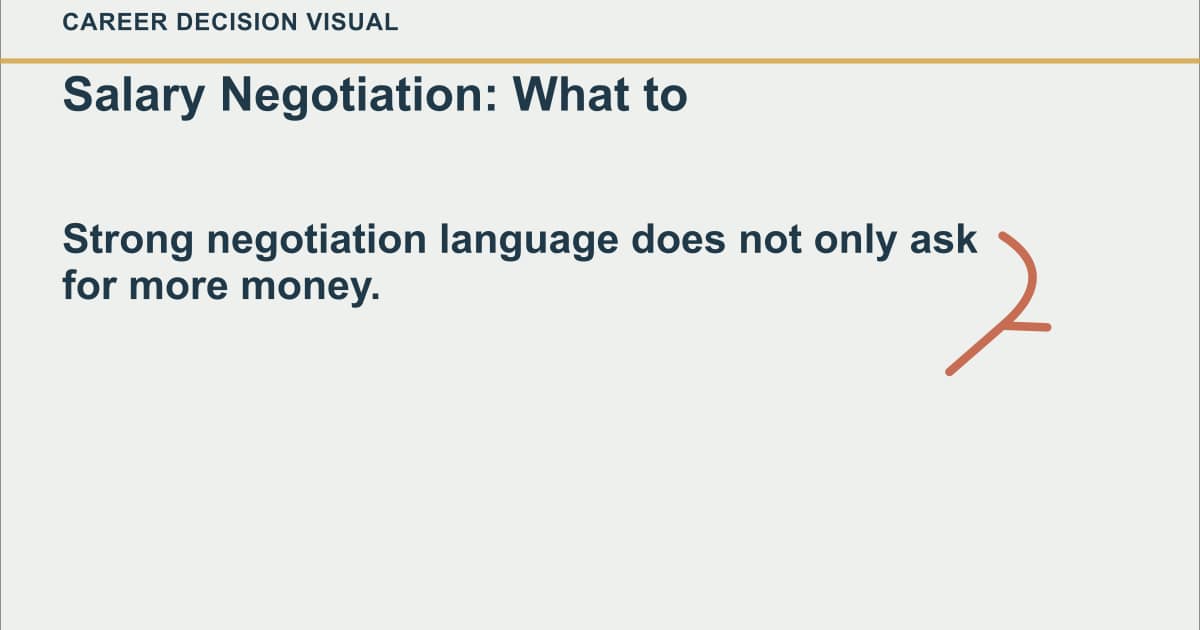 CAREER DECISION VISUAL
Salary Negotiation: What to
Strong negotiation language does not only ask
for more money.